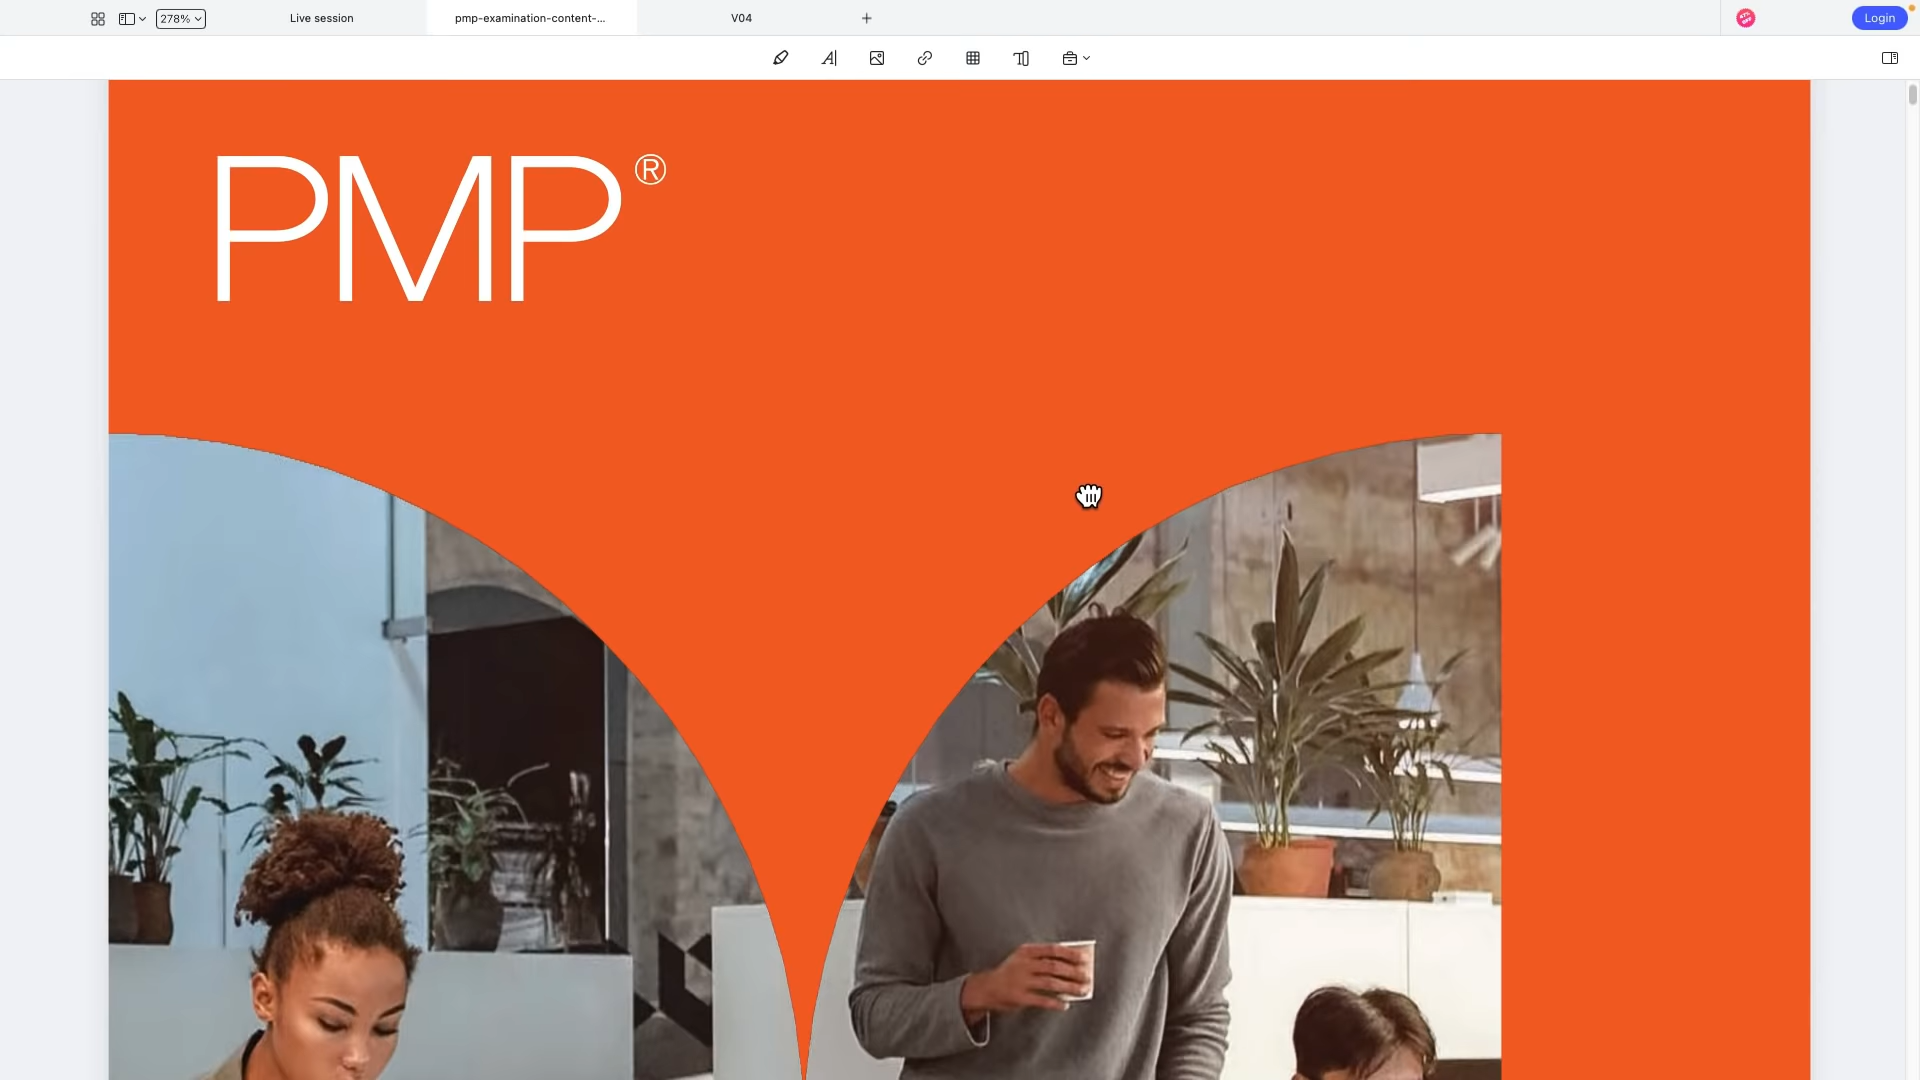 278%
Live session
pmp-examination-content-...
V04
Login
PMP®